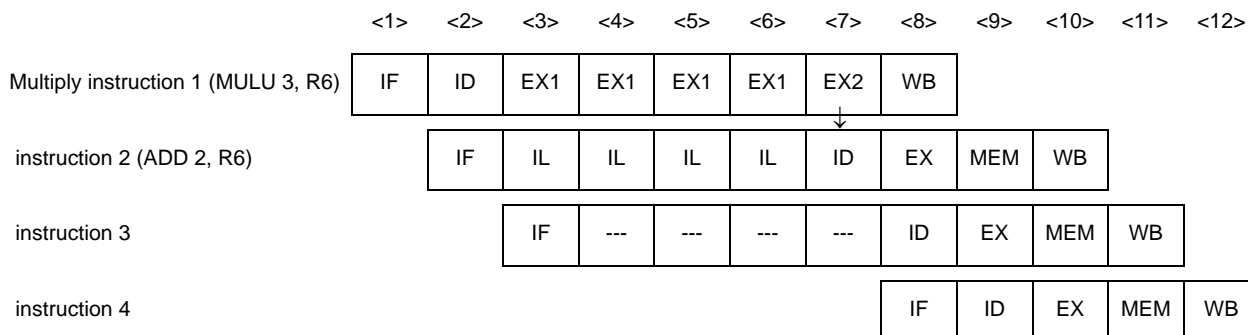 <1> <2> <3> <4> <5> <6> <7> <8> <9> <10> <11> <12>
Multiply instruction 1 (MULU 3, R6) IF ID EX1 EX1 EX1 EX1 EX2 WB
instruction 2 (ADD 2, R6) IF IL IL IL IL ID EX MEM WB
instruction 3 IF --- --- --- --- ID EX MEM WB
instruction 4 IF ID EX MEM WB